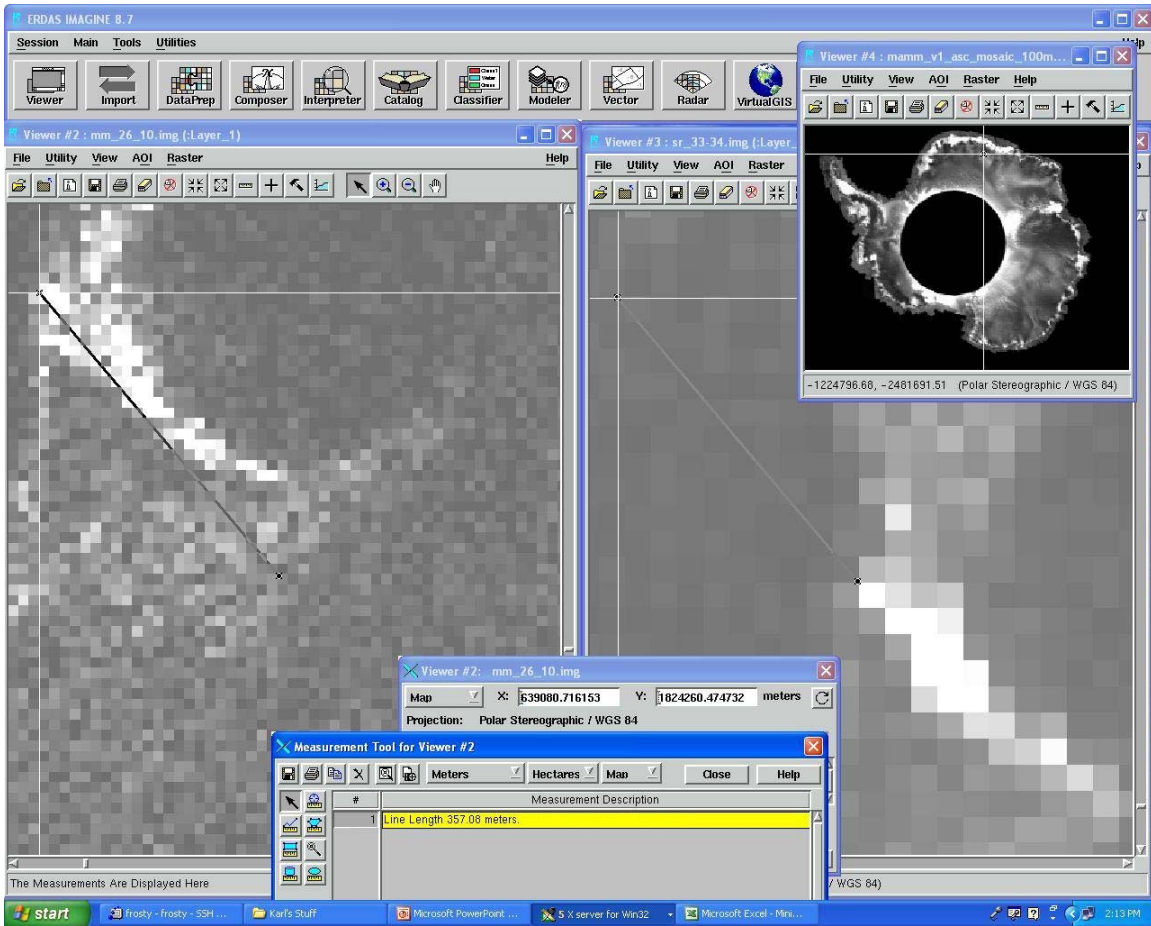 ERDAS IMAGINE 8.7
Session Main Tools Utilities
Viewer Import DataPrep Composer Interpreter Catalog Classifier Modeler Vector Radar VirtualGIS
Viewer #4 : mamm_v1_asc_mosaic_100m...
File Utility View AOI Raster Help
-1224796.68, -2481691.51 (Polar Stereographic / WGS 84)
Viewer #2 : mm_26_10.img (:Layer_1)
File Utility View AOI Raster Help
Viewer #3 : sr_33-34.img (:Layer_
File Utility View AOI Raster
Viewer #2: mm_26_10.img
Map X: 639080.716153 Y: 1824260.474732 meters
Projection: Polar Stereographic / WGS 84
Measurement Tool for Viewer #2
Meters Hectares Map Close Help
# Measurement Description
1 Line Length 357.08 meters.
The Measurements Are Displayed Here
/ WGS 84)
start frosty - frosty - SSH ... Karl's Stuff Microsoft PowerPoint ... 5 X server for Win32 Microsoft Excel - Mini... 2:13 PM